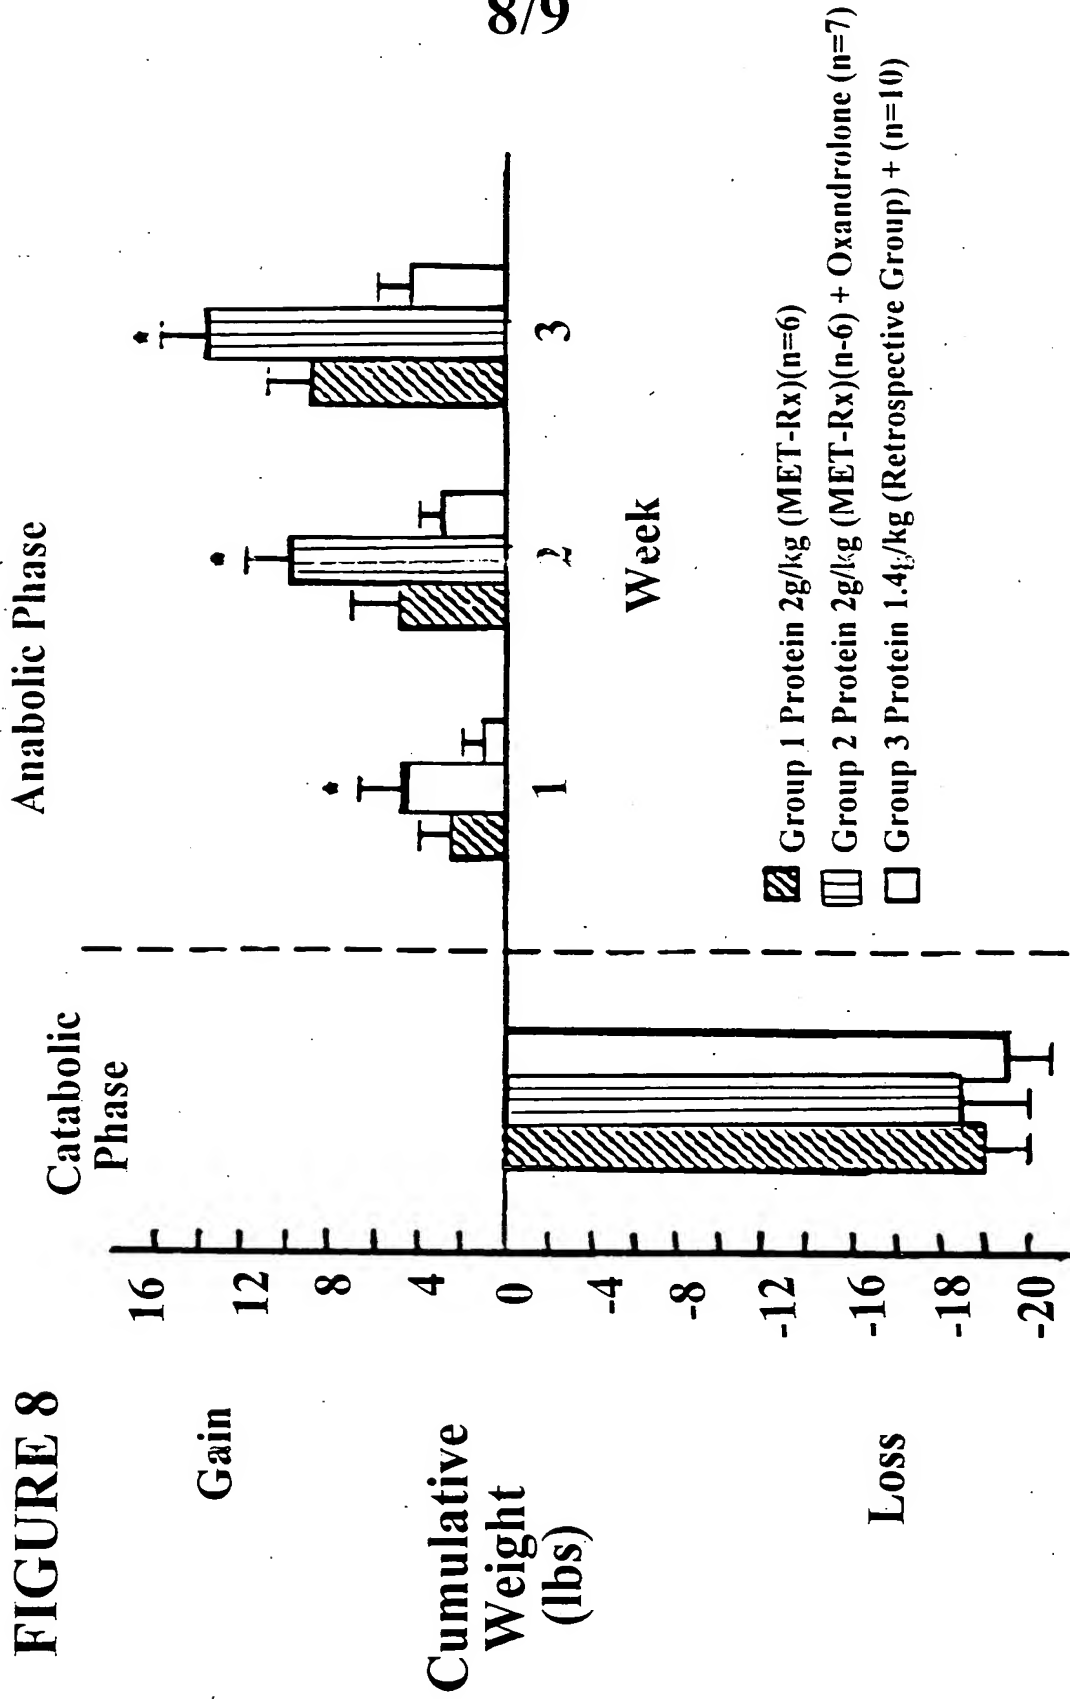 8/9
FIGURE 8
Catabolic
Phase
Anabolic Phase
Gain
Cumulative
Weight
(lbs)
Loss
16
12
8
4
0
-4
-8
-12
-16
-18
-20
*
*
*
1
2
3
Week
Group 1 Protein 2g/kg (MET-Rx)(n=6)
Group 2 Protein 2g/kg (MET-Rx)(n-6) + Oxandrolone (n=7)
Group 3 Protein 1.4g/kg (Retrospective Group) + (n=10)